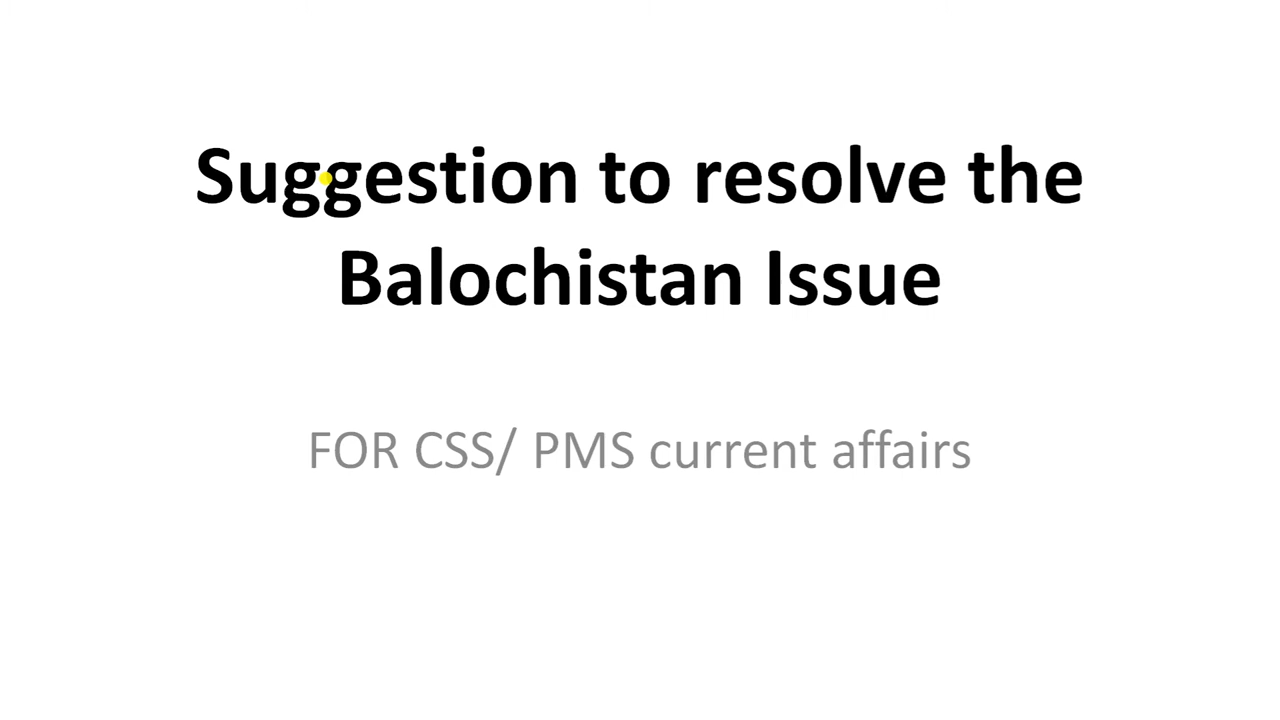 Suggestion to resolve the
Balochistan Issue
FOR CSS/ PMS current affairs